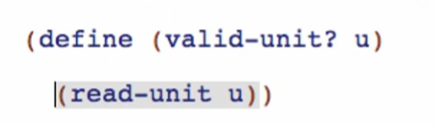 (define (valid-unit? u)
(read-unit u))